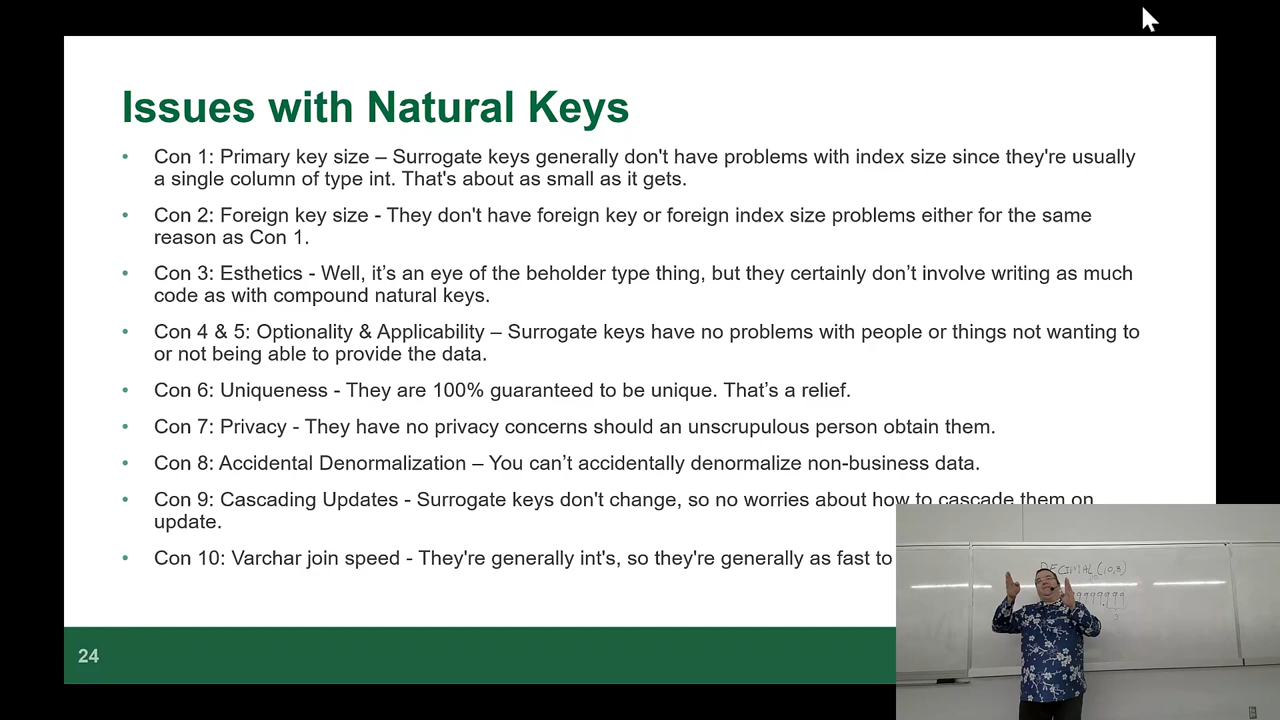 Issues with Natural Keys
• Con 1: Primary key size – Surrogate keys generally don't have problems with index size since they're usually
a single column of type int. That's about as small as it gets.
• Con 2: Foreign key size - They don't have foreign key or foreign index size problems either for the same
reason as Con 1.
• Con 3: Esthetics - Well, it’s an eye of the beholder type thing, but they certainly don’t involve writing as much
code as with compound natural keys.
• Con 4 & 5: Optionality & Applicability – Surrogate keys have no problems with people or things not wanting to
or not being able to provide the data.
• Con 6: Uniqueness - They are 100% guaranteed to be unique. That’s a relief.
• Con 7: Privacy - They have no privacy concerns should an unscrupulous person obtain them.
• Con 8: Accidental Denormalization – You can’t accidentally denormalize non-business data.
• Con 9: Cascading Updates - Surrogate keys don't change, so no worries about how to cascade them on
update.
• Con 10: Varchar join speed - They're generally int's, so they're generally as fast to
24
DECIMAL (10,3)